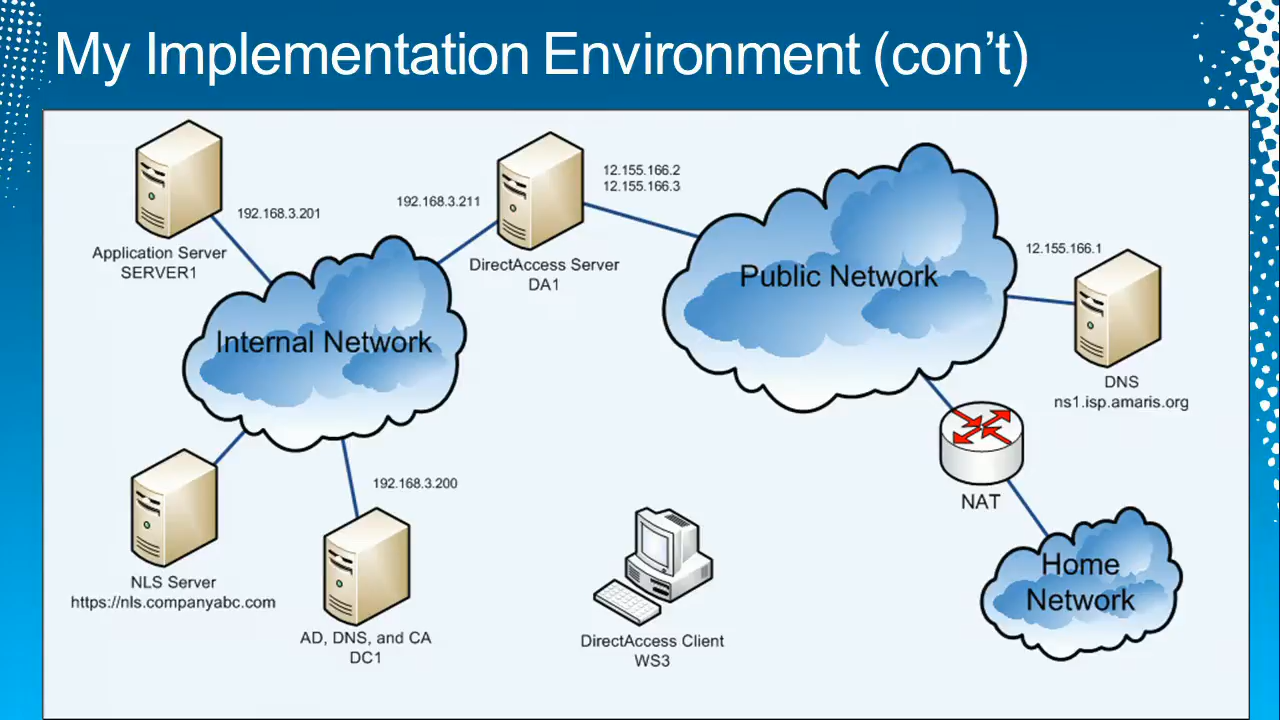 My Implementation Environment (con't)
12.155.166.2
12.155.166.3
192.168.3.211
192.168.3.201
Application Server
SERVER1
DirectAccess Server
DA1
Public Network
12.155.166.1
Internal Network
DNS
ns1.isp.amaris.org
192.168.3.200
NAT
NLS Server
https://nls.companyabc.com
AD, DNS, and CA
DC1
DirectAccess Client
WS3
Home
Network